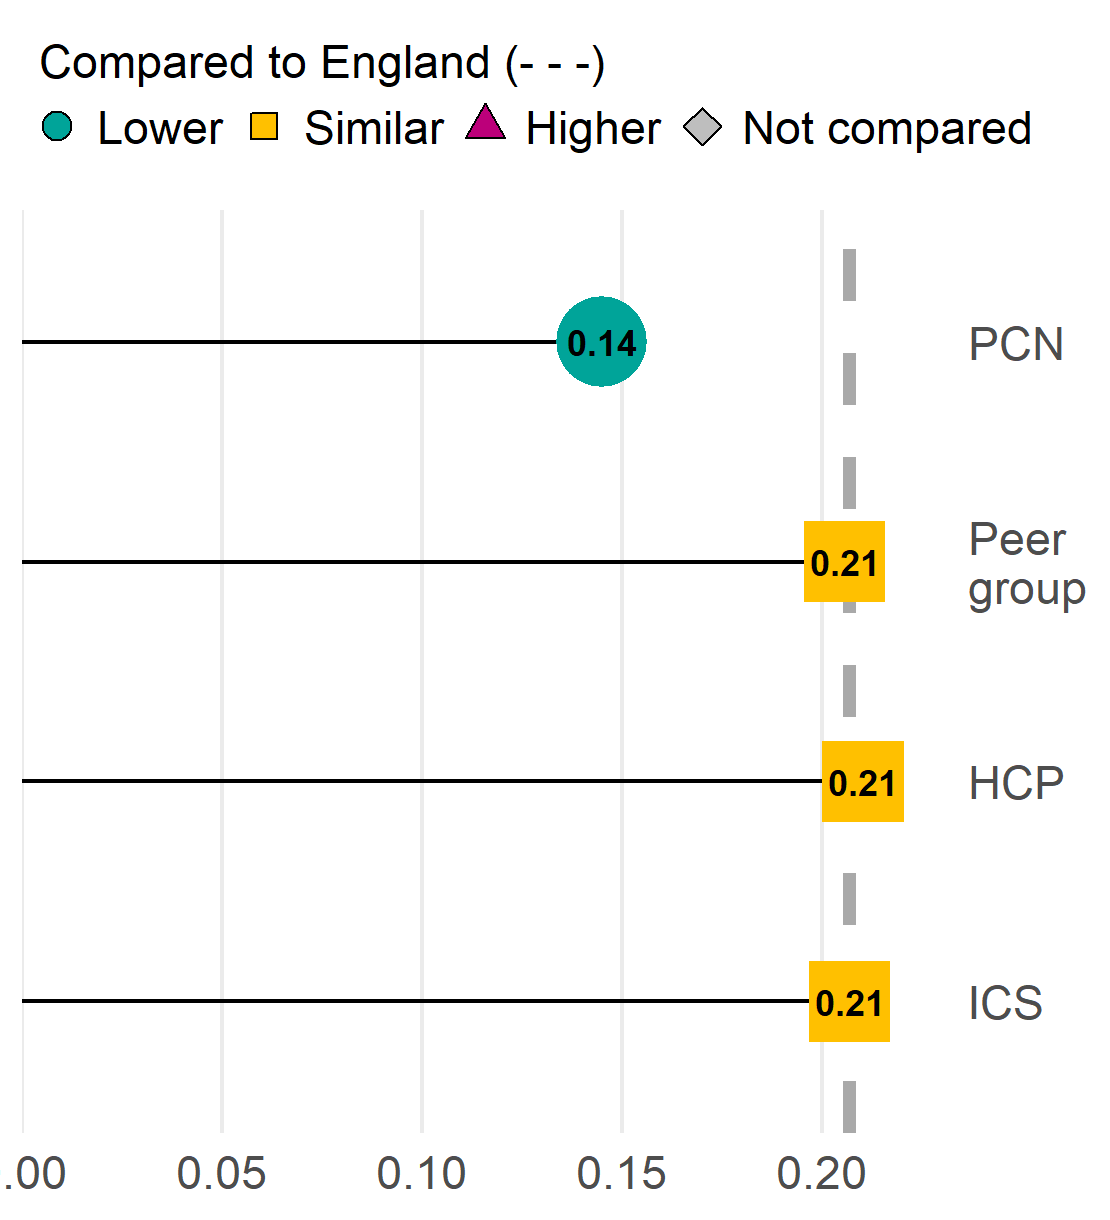 Compared to England (- - -)
Lower Similar Higher Not compared
0.14 PCN
Peer
0.21
group
0.21 HCP
0.21 ICS
.00 0.05 0.10 0.15 0.20